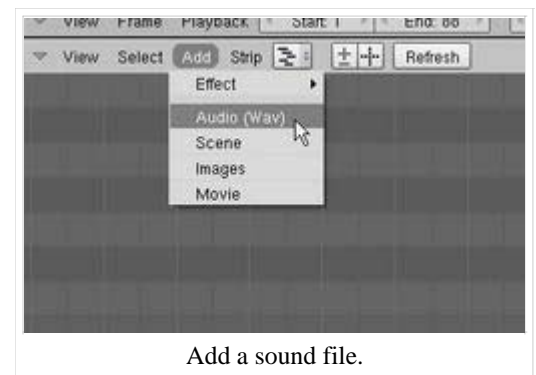 View Frame Playback Start: 1 End: 88
View Select Add Strip Refresh
Effect
Audio (Wav)
Scene
Images
Movie
Add a sound file.